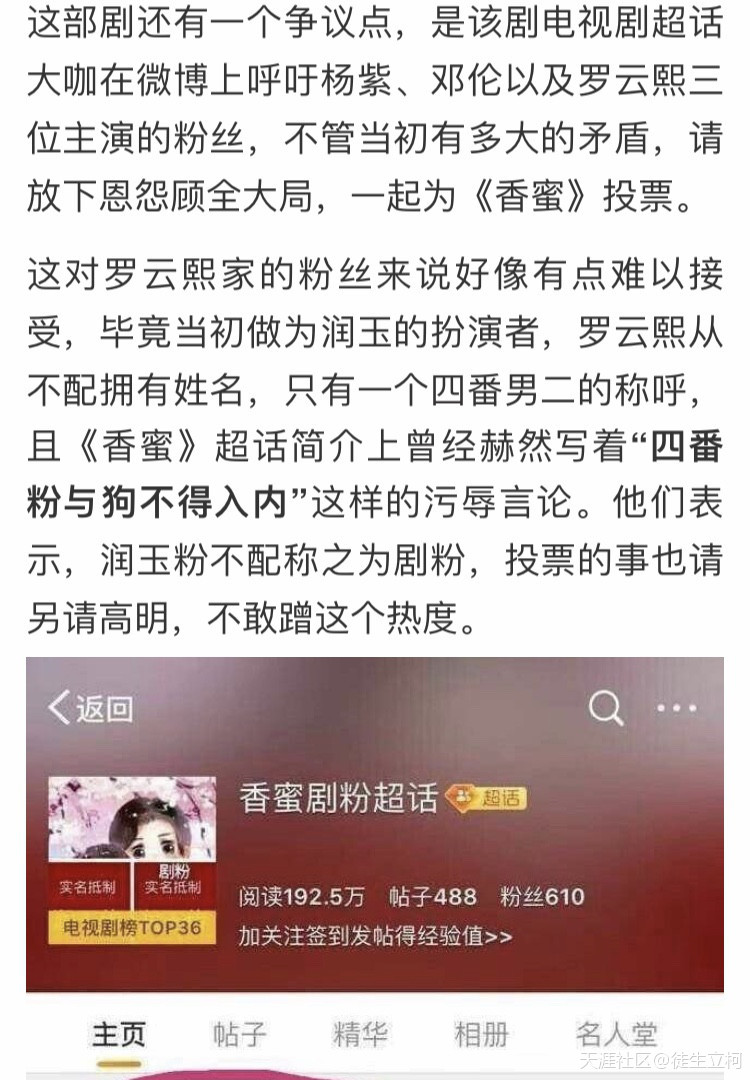 这部剧还有一个争议点，是该剧电视剧超话
大咖在微博上呼吁杨紫、邓伦以及罗云熙三
位主演的粉丝，不管当初有多大的矛盾，请
放下恩怨顾全大局，一起为《香蜜》投票。
这对罗云熙家的粉丝来说好像有点难以接
受，毕竟当初做为润玉的扮演者，罗云熙从
不配拥有姓名，只有一个四番男二的称呼，
且《香蜜》超话简介上曾经赫然写着“四番
粉与狗不得入内”这样的污辱言论。他们表
示，润玉粉不配称之为剧粉，投票的事也请
另请高明，不敢蹭这个热度。
返回
香蜜剧粉超话 超话
剧粉
实名抵制 实名抵制
电视剧榜TOP36
阅读192.5万 帖子488 粉丝610
加关注签到发帖得经验值>>
主页 帖子 精华 相册 名人堂
天涯社区@徒生立柯